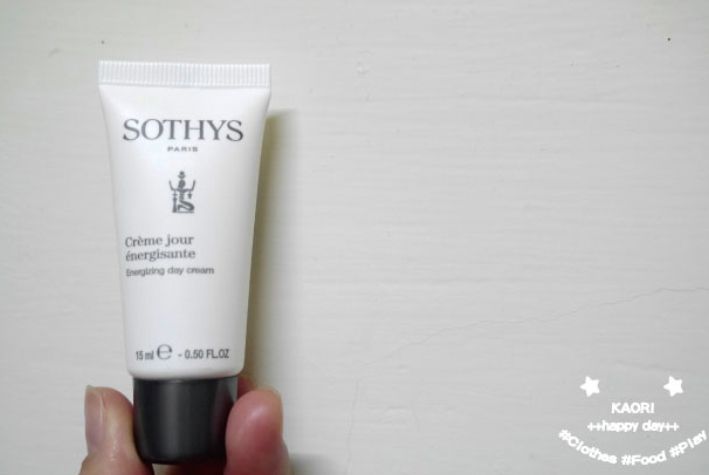 SOTHYS
PARIS
Crème jour
énergisante
Energizing day cream
15 ml e - 0.50 FL.OZ
KAORI
++happy day++
#Clothes #Food #Play